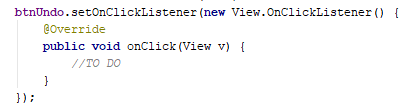 btnUndo.setOnClickListener(new View.OnClickListener() {
    @Override
    public void onClick(View v) {
        //TO DO
    }
});